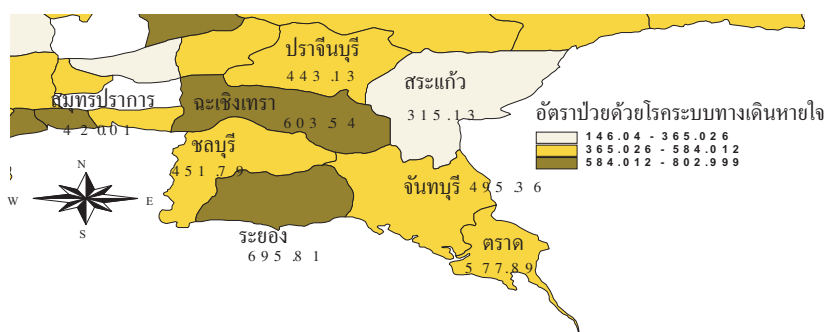 ปราจีนบุรี
443.13
สระแก้ว
315.13
สมุทรปราการ
420.01
ฉะเชิงเทรา
603.54
อัตราป่วยด้วยโรคระบบทางเดินหายใจ
146.04 - 365.026
365.026 - 584.012
584.012 - 802.999
ชลบุรี
451.79
จันทบุรี 495.36
N
W E
S
ระยอง
695.81
ตราด
577.89